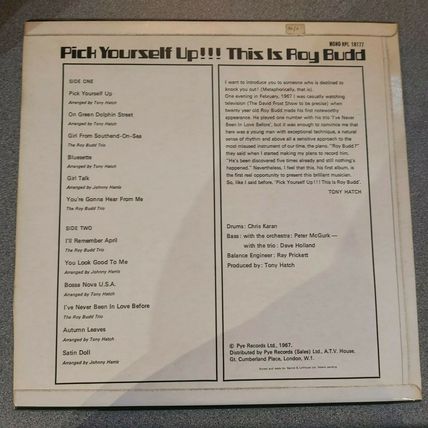 MONO NPL 18177
Pick Yourself Up!!! This Is Roy Budd
SIDE ONE
Pick Yourself Up
Arranged by Tony Hatch
On Green Dolphin Street
Arranged by Tony Hatch
Girl From Southend-On-Sea
The Roy Budd Trio
Bluesette
Arranged by Tony Hatch
Girl Talk
Arranged by Johnny Harris
You're Gonna Hear From Me
The Roy Budd Trio
SIDE TWO
I'll Remember April
The Roy Budd Trio
You Look Good To Me
Arranged by Johnny Harris
Bossa Nova U.S.A.
Arranged by Tony Hatch
I've Never Been In Love Before
The Roy Budd Trio
Autumn Leaves
Arranged by Tony Hatch
Satin Doll
Arranged by Johnny Harris
I want to introduce you to someone who is destined to
knock you out! (Metaphorically, that is).
One evening in February, 1967 I was casually watching
television (The David Frost Show to be precise) when
twenty year old Roy Budd made his first noteworthy
appearance. He played one number with his trio 'I've Never
Been In Love Before', but it was enough to convince me that
here was a young man with exceptional technique, a natural
sense of rhythm and above all a sensitive approach to the
most misused instrument of our time, the piano. "Roy Budd?"
they said when I started making my plans to record him,
"He's been discovered five times already and still nothing's
happened." Nevertheless, I feel that this, his first album, is
the first real opportunity to present this brilliant musician.
So, like I said before, 'Pick Yourself Up!!! This Is Roy Budd'.
TONY HATCH
Drums: Chris Karan
Bass: with the orchestra: Peter McGurk—
with the trio: Dave Holland
Balance Engineer: Ray Prickett
Produced by: Tony Hatch
© Pye Records Ltd., 1967.
Distributed by Pye Records (Sales) Ltd., A.T.V. House,
Gt. Cumberland Place, London, W.1.